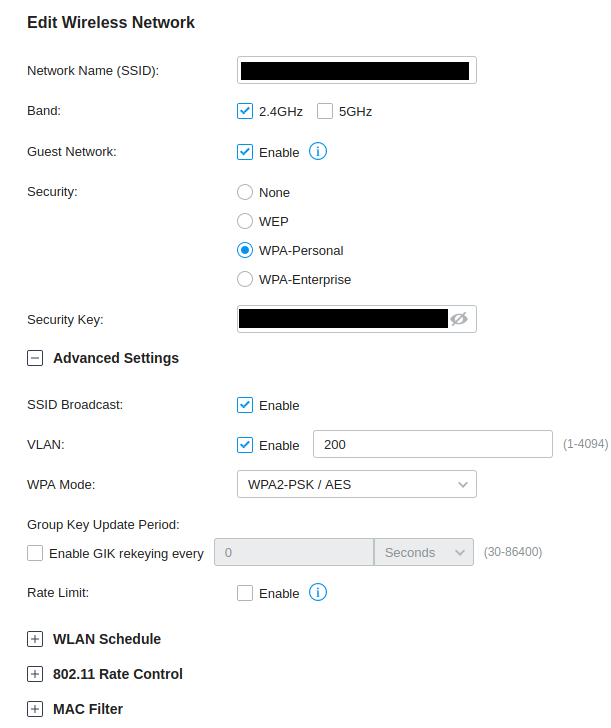 Edit Wireless Network
Network Name (SSID):
Band: 2.4GHz 5GHz
Guest Network: Enable i
Security: None
WEP
WPA-Personal
WPA-Enterprise
Security Key:
Advanced Settings
SSID Broadcast: Enable
VLAN: Enable 200 (1-4094)
WPA Mode: WPA2-PSK / AES
Group Key Update Period:
Enable GIK rekeying every 0 Seconds (30-86400)
Rate Limit: Enable i
WLAN Schedule
802.11 Rate Control
MAC Filter